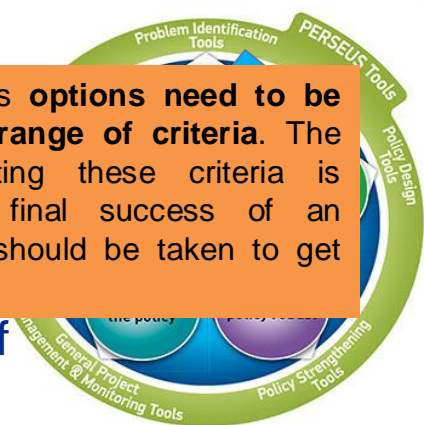 Problem Identification
Tools
PERSEUS Tools
s options need to be
range of criteria. The
ting these criteria is
final success of an
should be taken to get
Policy Design
Tools
the policy
f
General Project
Management & Monitoring Tools
Policy Strengthening
Tools